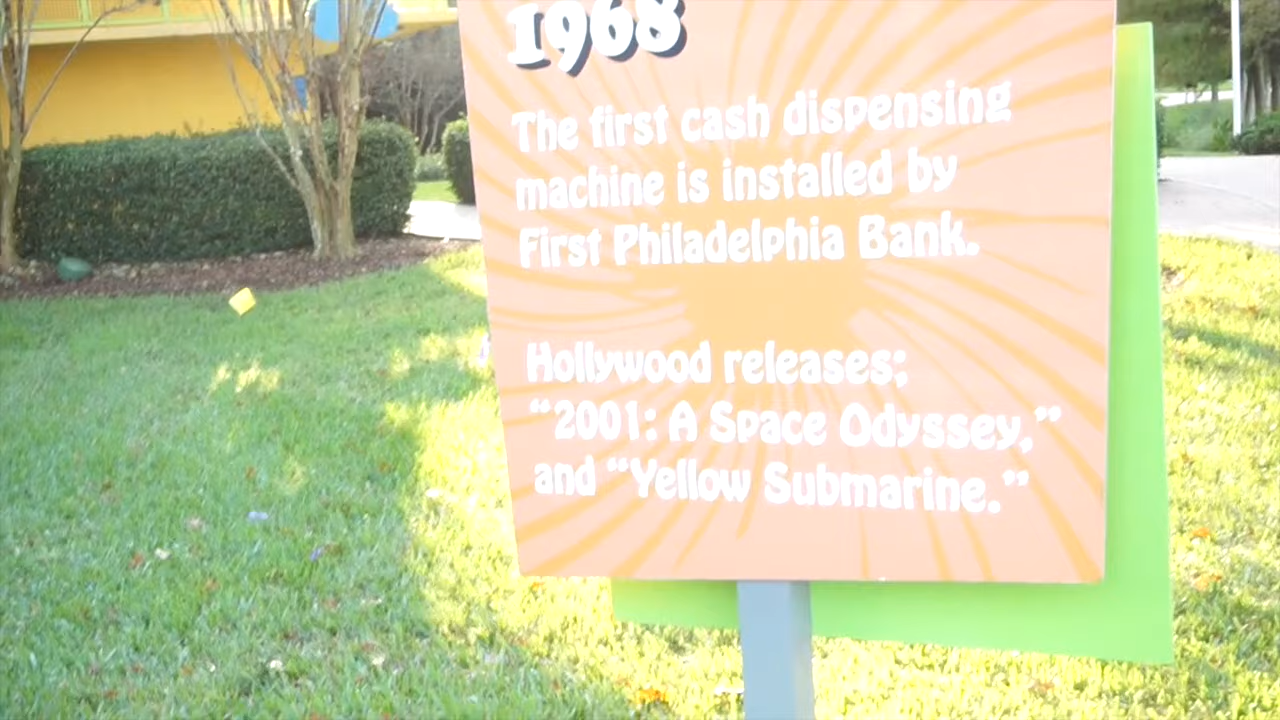 1968
The first cash dispensing
machine is installed by
First Philadelphia Bank.
Hollywood releases;
“2001: A Space Odyssey,”
and “Yellow Submarine.”